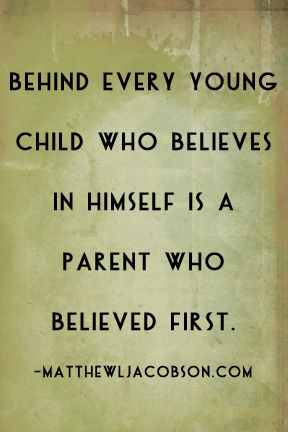 BEHIND EVERY YOUNG
CHILD WHO BELIEVES
IN HIMSELF IS A
PARENT WHO
BELIEVED FIRST.
-MATTHEWLJACOBSON.COM